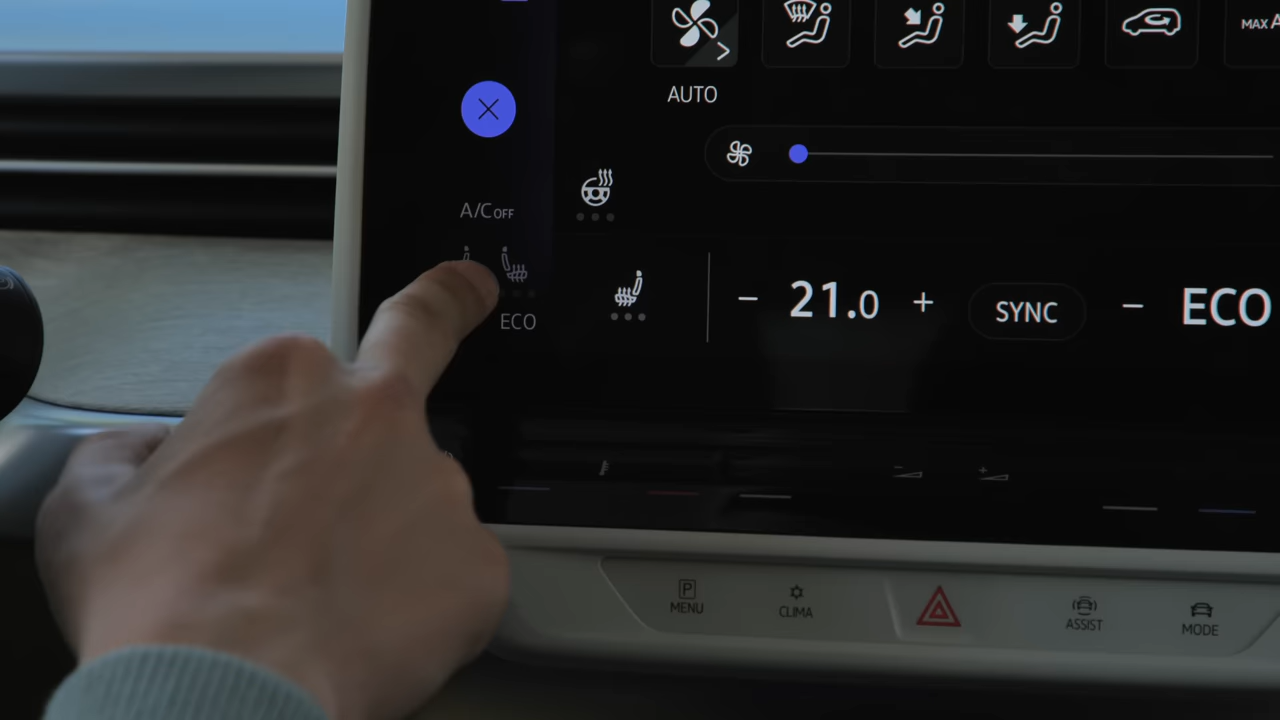 MAX A
AUTO
A/C OFF
ECO
− 21.0 + SYNC − ECO
P
MENU
CLIMA
ASSIST
MODE